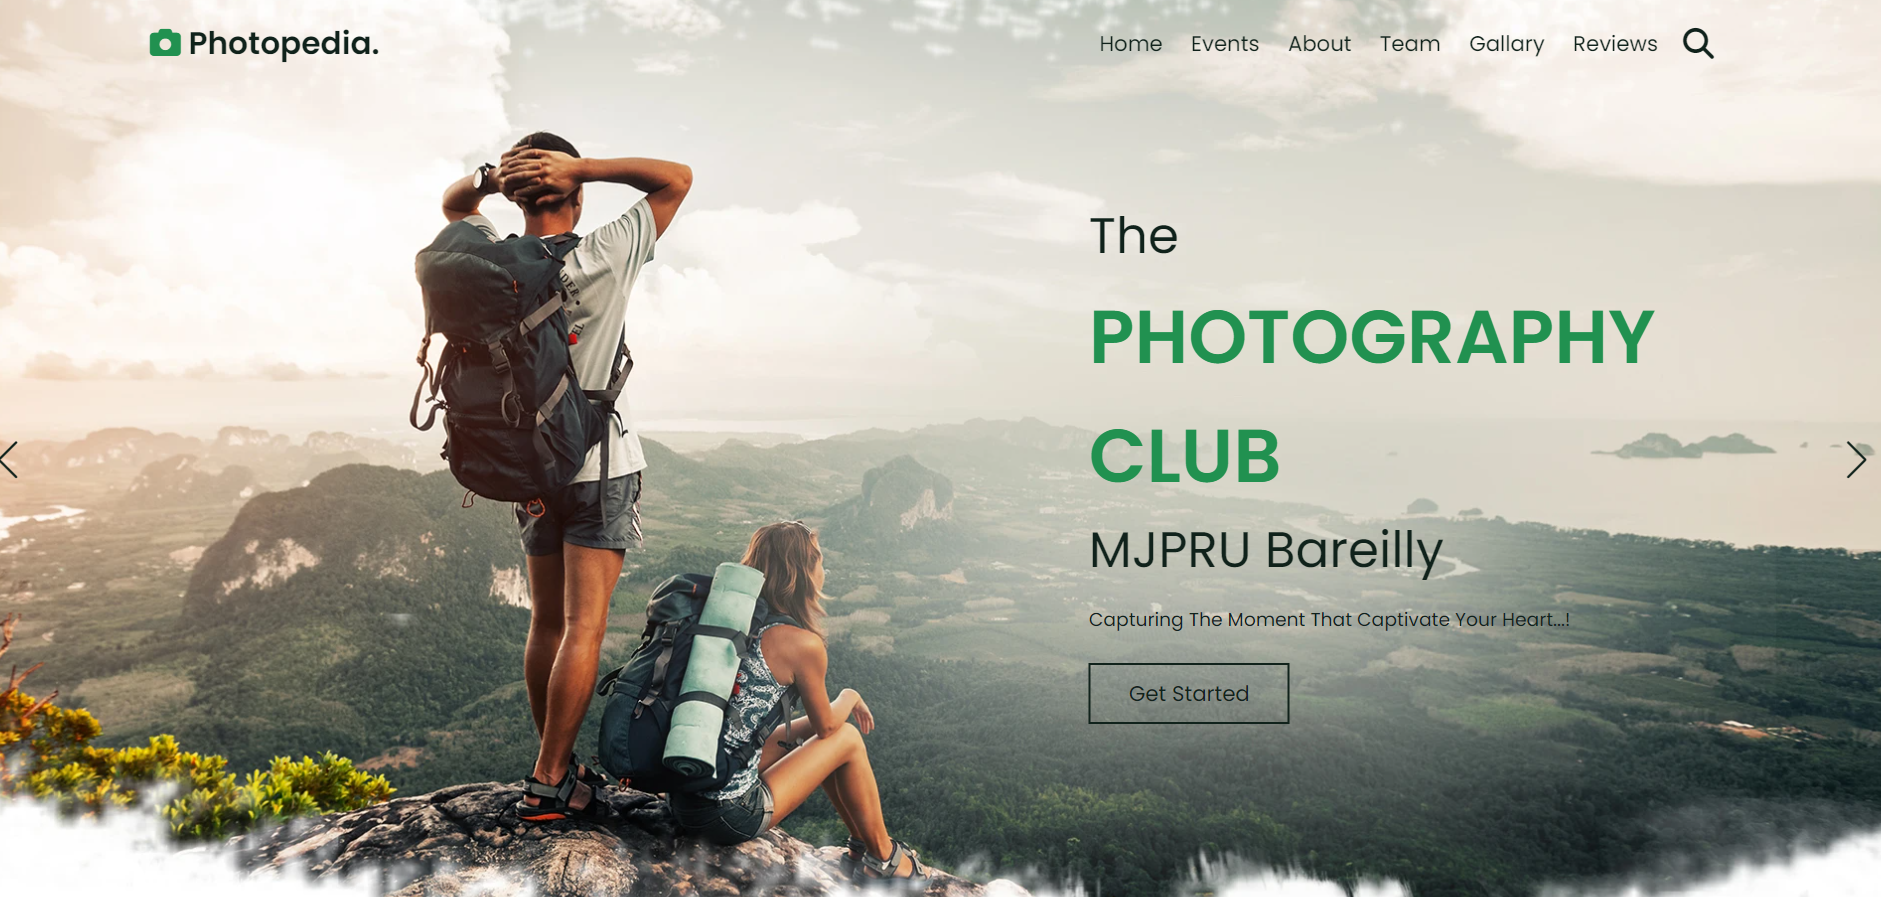 Photopedia.
Home Events About Team Gallary Reviews
The
PHOTOGRAPHY
CLUB
MJPRU Bareilly
Capturing The Moment That Captivate Your Heart...!
Get Started